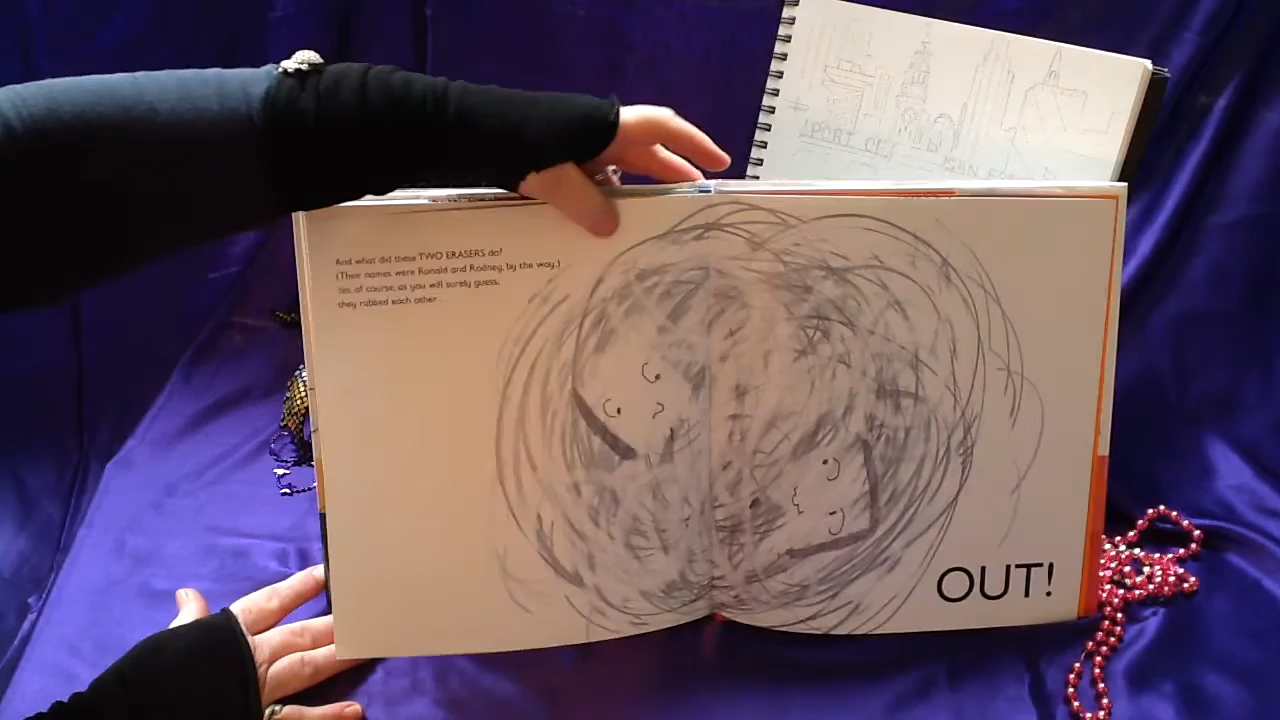 PORT OF SAN
And what did these TWO ERASERS do?
(Their names were Ronald and Rodney, by the way.)
Yes, of course, as you will surely guess,
they rubbed each other
OUT!